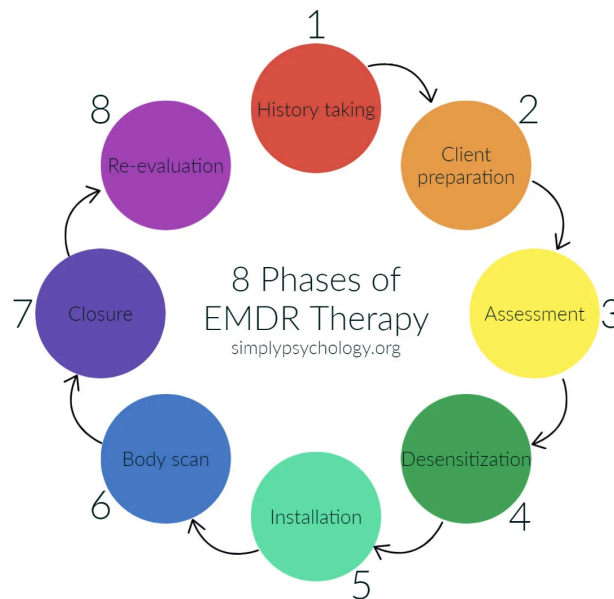 1
History taking
2
Client
preparation
3
Assessment
4
Desensitization
5
Installation
6
Body scan
7
Closure
8
Re-evaluation
8 Phases of
EMDR Therapy
simplypsychology.org